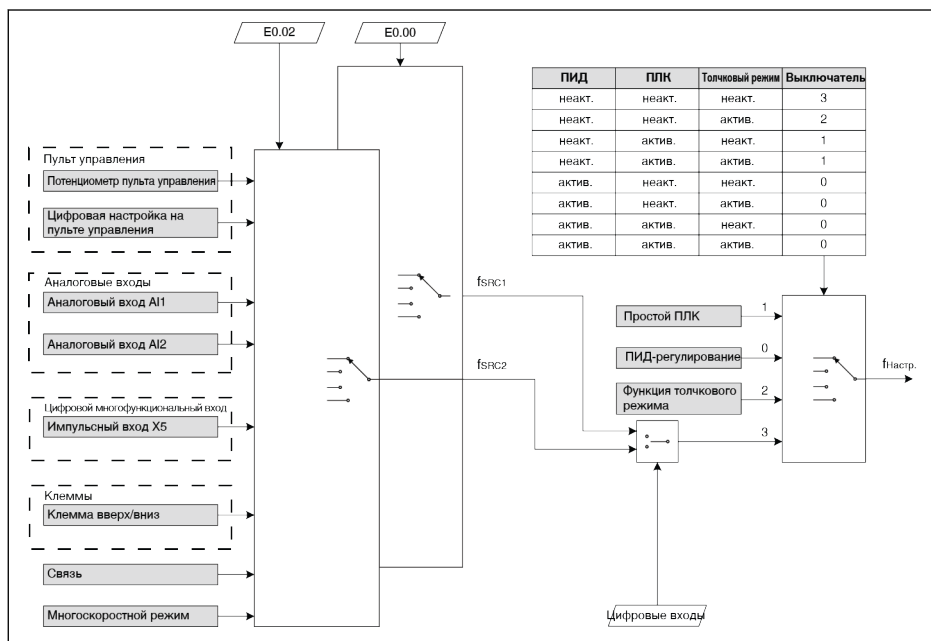 E0.02
E0.00
ПИД ПЛК Толчковый режим Выключатель
неакт. неакт. неакт. 3
неакт. неакт. актив. 2
неакт. актив. неакт. 1
неакт. актив. актив. 1
актив. неакт. неакт. 0
актив. неакт. актив. 0
актив. актив. неакт. 0
актив. актив. актив. 0
Пульт управления
Потенциометр пульта управления
Цифровая настройка на
пульте управления
Аналоговые входы
Аналоговый вход AI1
Аналоговый вход AI2
Цифровой многофункциональный вход
Импульсный вход X5
Клеммы
Клемма вверх/вниз
Связь
Многоскоростной режим
fSRC1
fSRC2
Простой ПЛК
1
ПИД-регулирование
0
Функция толчкового
режима
2
3
fНастр.
Цифровые входы